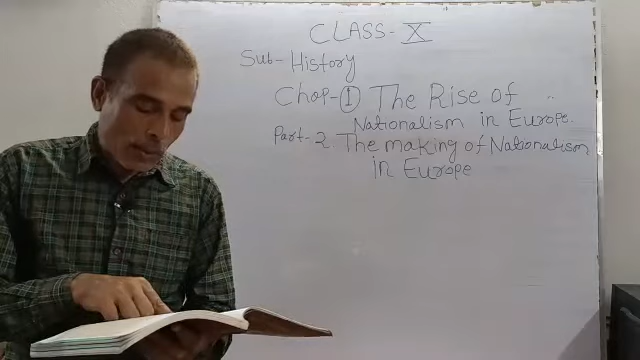 CLASS - X
Sub- History
Chap-① The Rise of
Nationalism in Europe.
Part-2 The making of Nationalism
in Europe